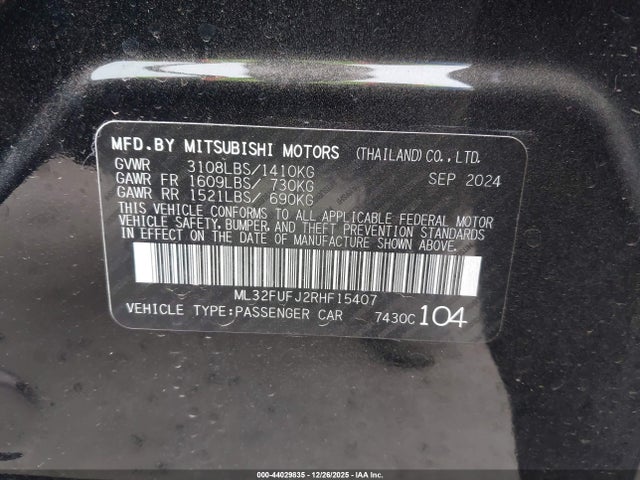 MFD.BY MITSUBISHI MOTORS (THAILAND) CO., LTD.
GVWR 3108LBS/1410KG SEP 2024
GAWR FR 1609LBS/ 730KG
GAWR RR 1521LBS/ 690KG
THIS VEHICLE CONFORMS TO ALL APPLICABLE FEDERAL MOTOR
VEHICLE SAFETY, BUMPER, AND THEFT PREVENTION STANDARDS
IN EFFECT ON THE DATE OF MANUFACTURE SHOWN ABOVE.
ML32FUFJ2RHF15407
VEHICLE TYPE:PASSENGER CAR 7430C 104
000-44029835 - 12/26/2025 - IAA Corp.